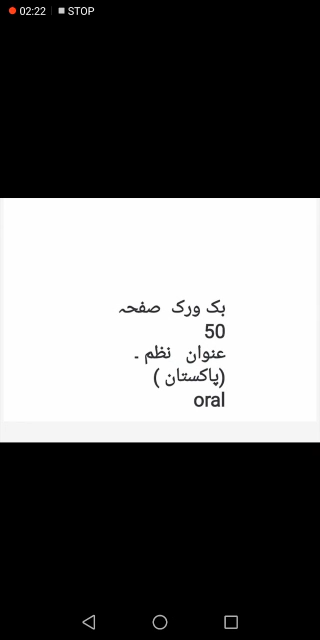 02:22 STOP
بک ورک صفحہ
50
عنوان نظم ۔
(پاکستان )
oral